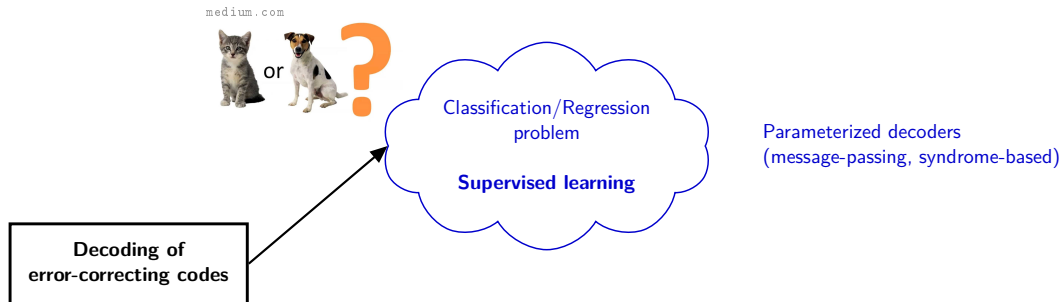 medium.com
or
?
Classification/Regression
problem
Supervised learning
Parameterized decoders
(message-passing, syndrome-based)
Decoding of
error-correcting codes